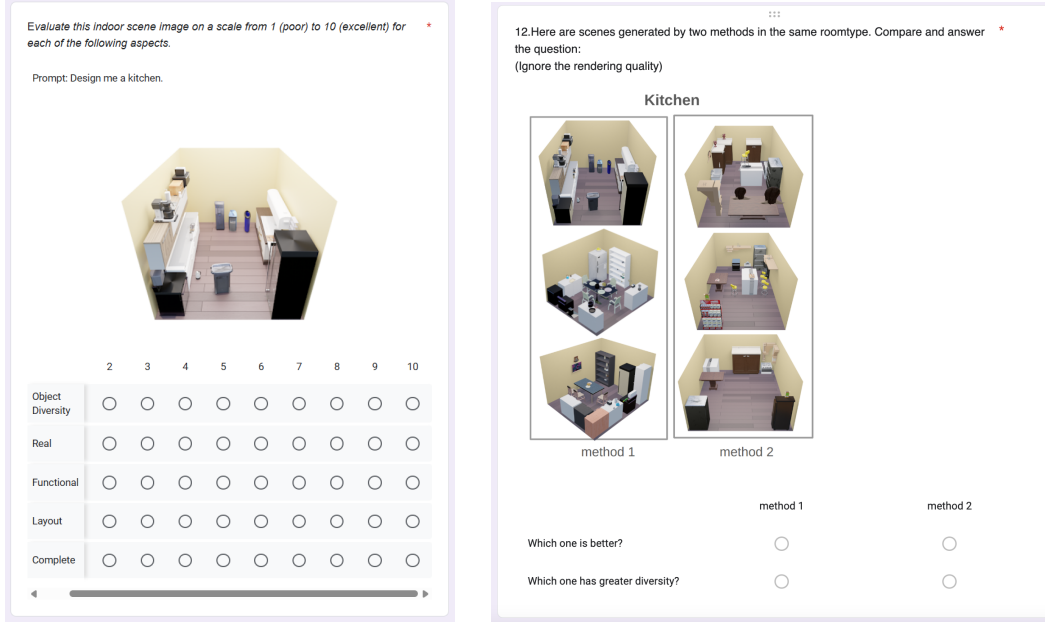 Evaluate this indoor scene image on a scale from 1 (poor) to 10 (excellent) for *
each of the following aspects.
Prompt: Design me a kitchen.
2 3 4 5 6 7 8 9 10
Object
Diversity
Real
Functional
Layout
Complete
12.Here are scenes generated by two methods in the same roomtype. Compare and answer *
the question:
(Ignore the rendering quality)
Kitchen
method 1 method 2
method 1 method 2
Which one is better?
Which one has greater diversity?